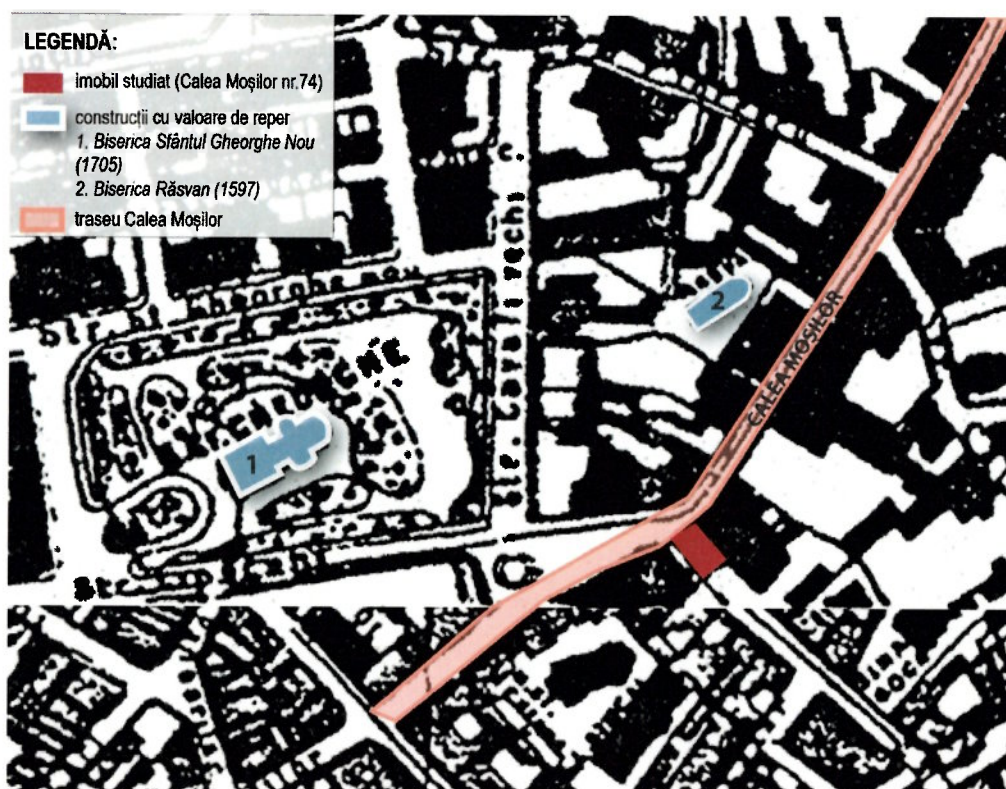 LEGENDĂ:
imobil studiat (Calea Moșilor nr.74)
construcții cu valoare de reper
1. Biserica Sfântul Gheorghe Nou
(1705)
2. Biserica Răsvan (1597)
traseu Calea Moșilor
2
CALEA MOȘILOR
1